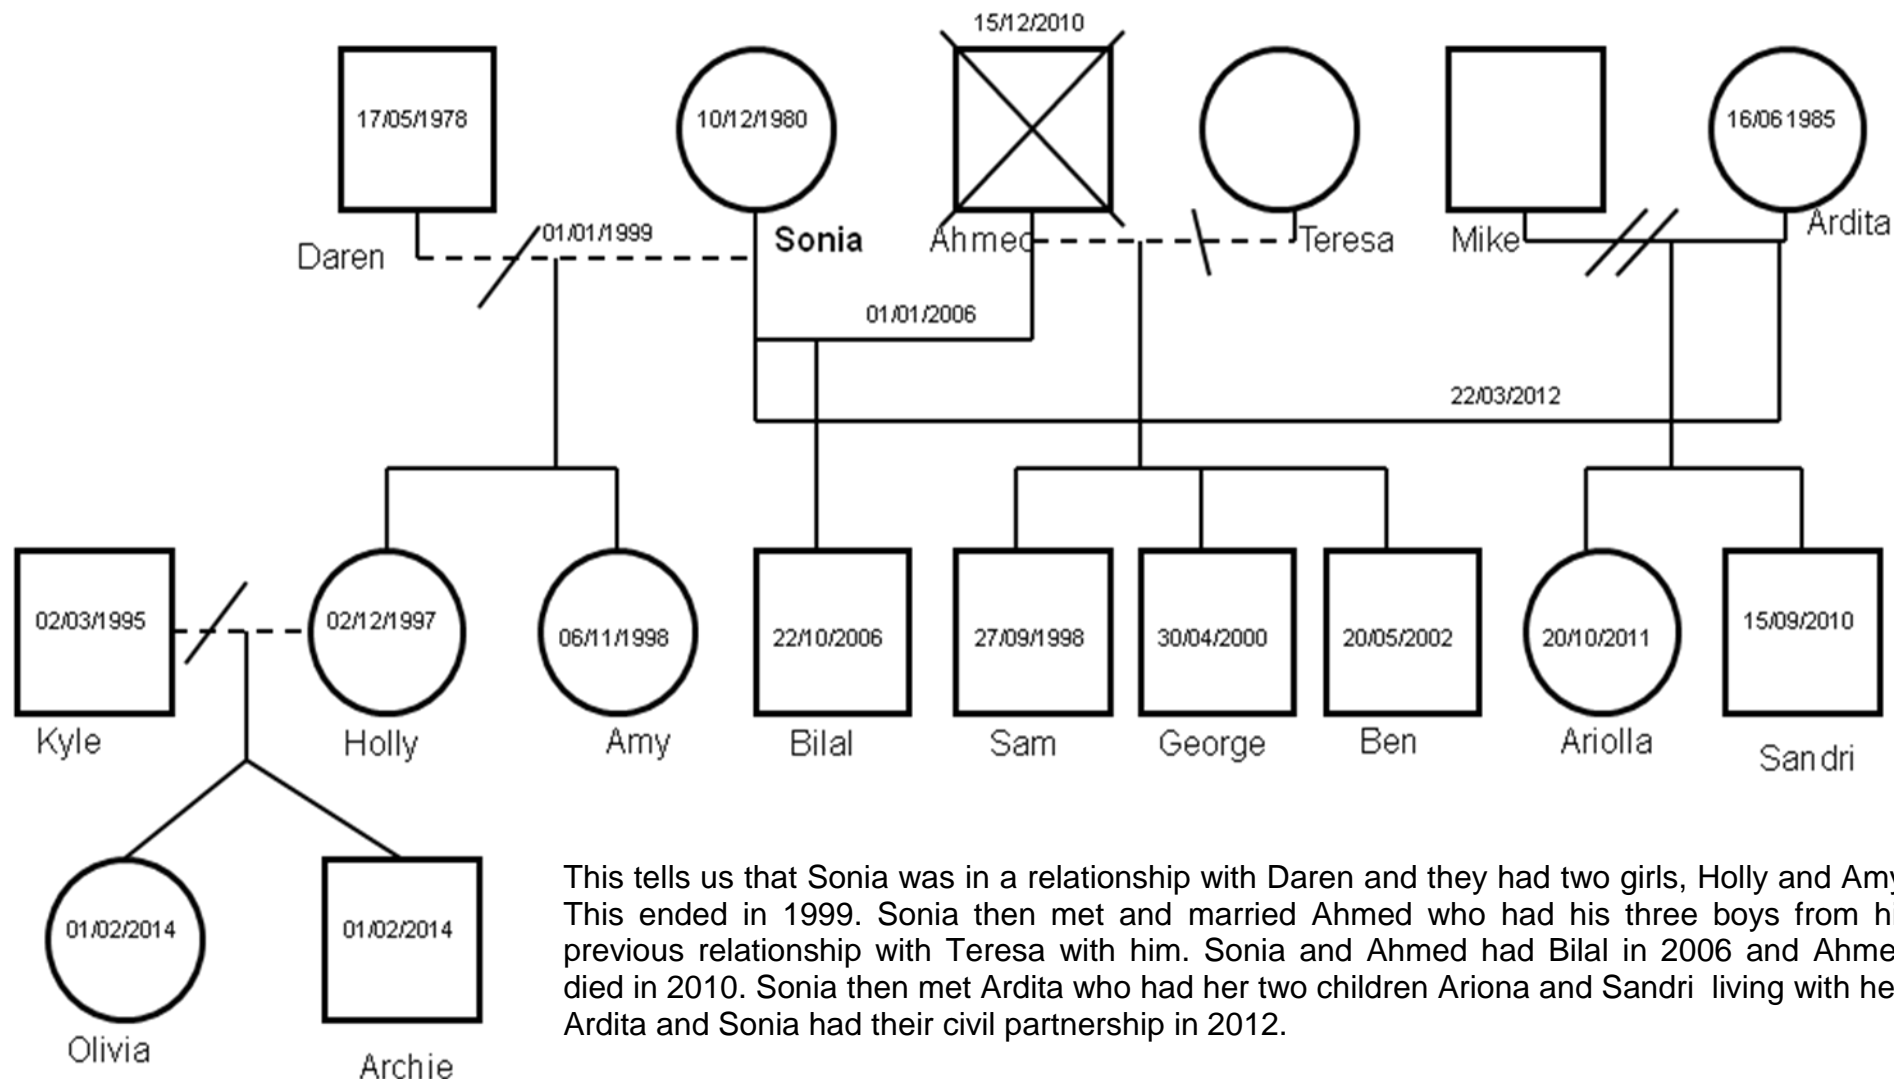 15/12/2010
17/05/1978
10/12/1980
16/06 1985
Daren
01/01/1999
Sonia
Ahmed
Teresa
Mike
Ardita
01/01/2006
22/03/2012
02/03/1995
02/12/1997
06/11/1998
22/10/2006
27/09/1998
30/04/2000
20/05/2002
20/10/2011
15/09/2010
Kyle
Holly
Amy
Bilal
Sam
George
Ben
Ariolla
Sandri
01/02/2014
01/02/2014
Olivia
Archie
This tells us that Sonia was in a relationship with Daren and they had two girls, Holly and Amy
This ended in 1999. Sonia then met and married Ahmed who had his three boys from hi
previous relationship with Teresa with him. Sonia and Ahmed had Bilal in 2006 and Ahme
died in 2010. Sonia then met Ardita who had her two children Ariona and Sandri living with he
Ardita and Sonia had their civil partnership in 2012.